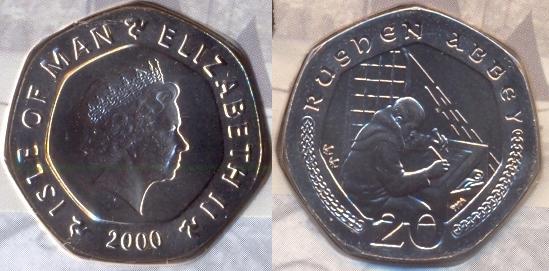 ISLE OF MAN ELIZABETH II
2000
RUSHEN ABBEY
20